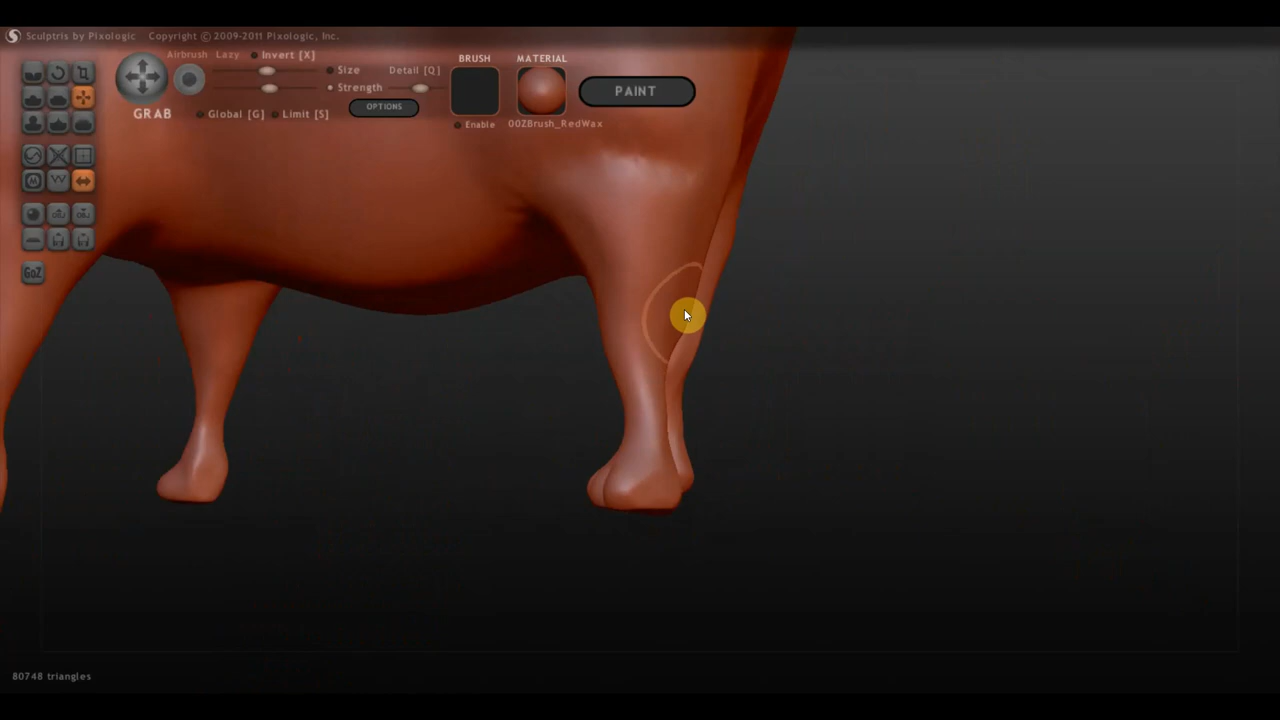 Sculptris by Pixologic Copyright © 2009-2011 Pixologic, Inc.
Airbrush Lazy Invert [X]
Size Detail [Q]
Strength
GRAB Global [G] Limit [S] OPTIONS
BRUSH
Enable
MATERIAL
00ZBrush_RedWax
PAINT
GoZ
80748 triangles